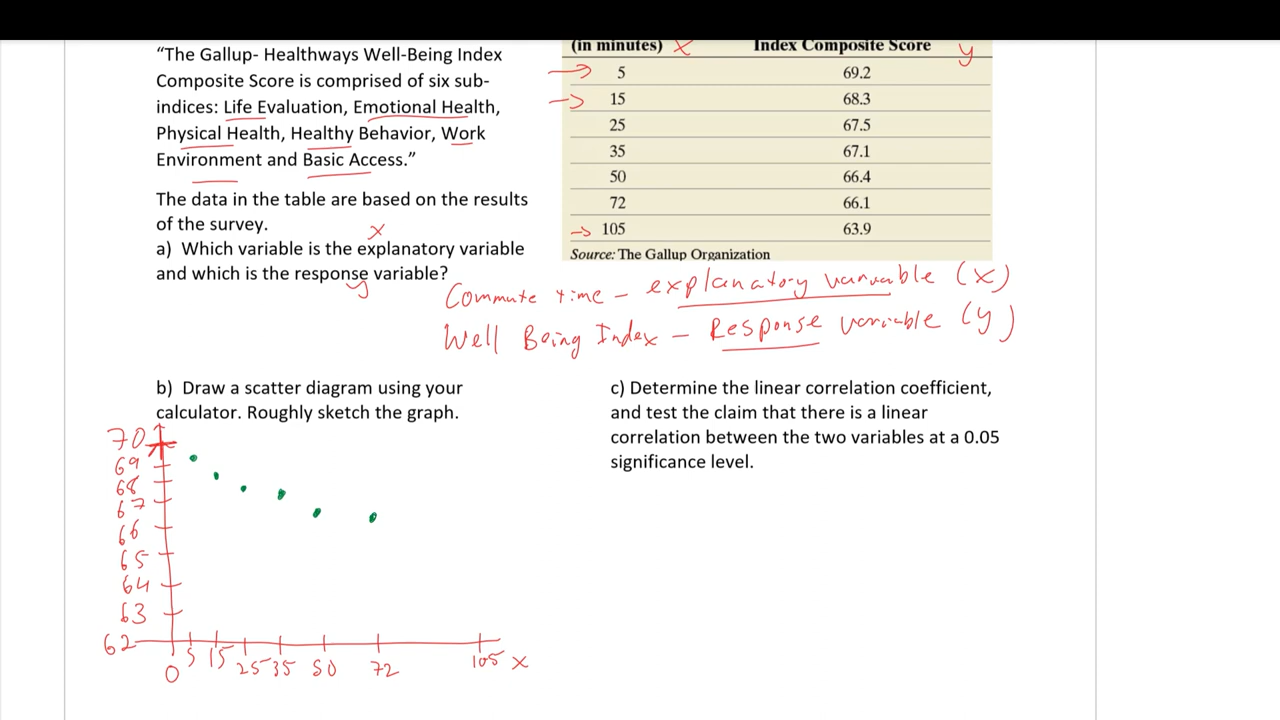 "The Gallup- Healthways Well-Being Index
Composite Score is comprised of six sub-
indices: Life Evaluation, Emotional Health,
Physical Health, Healthy Behavior, Work
Environment and Basic Access."
The data in the table are based on the results
of the survey.
x
a) Which variable is the explanatory variable
and which is the response variable?
y
(in minutes) x Index Composite Score y
5 69.2
15 68.3
25 67.5
35 67.1
50 66.4
72 66.1
105 63.9
Source: The Gallup Organization
Commute time - explanatory variable (x)
Well Being Index - Response variable (y)
b) Draw a scatter diagram using your
calculator. Roughly sketch the graph.
70
69
68
67
66
65
64
63
62
0 5 15 25 35 50 72 105 x
c) Determine the linear correlation coefficient,
and test the claim that there is a linear
correlation between the two variables at a 0.05
significance level.